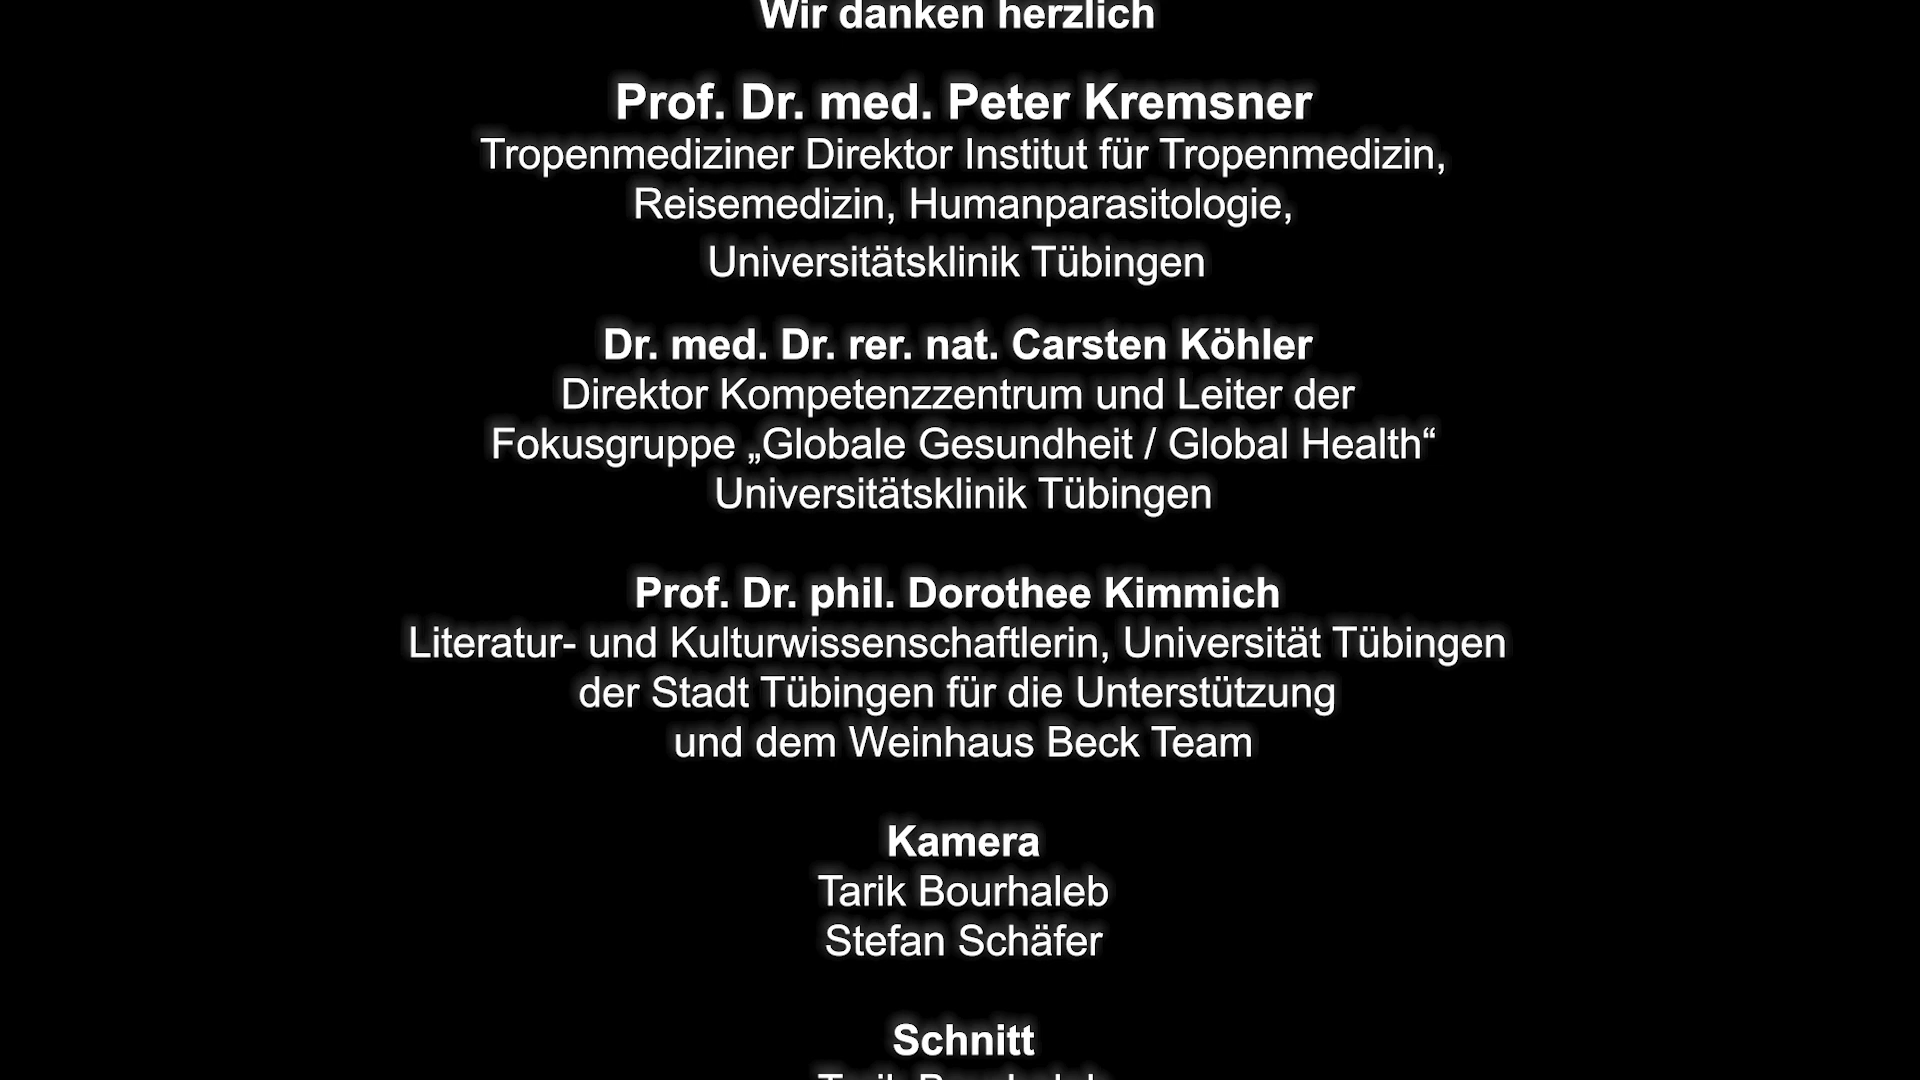 Wir danken herzlich
Prof. Dr. med. Peter Kremsner
Tropenmediziner Direktor Institut für Tropenmedizin,
Reisemedizin, Humanparasitologie,
Universitätsklinik Tübingen
Dr. med. Dr. rer. nat. Carsten Köhler
Direktor Kompetenzzentrum und Leiter der
Fokusgruppe „Globale Gesundheit / Global Health“
Universitätsklinik Tübingen
Prof. Dr. phil. Dorothee Kimmich
Literatur- und Kulturwissenschaftlerin, Universität Tübingen
der Stadt Tübingen für die Unterstützung
und dem Weinhaus Beck Team
Kamera
Tarik Bourhaleb
Stefan Schäfer
Schnitt